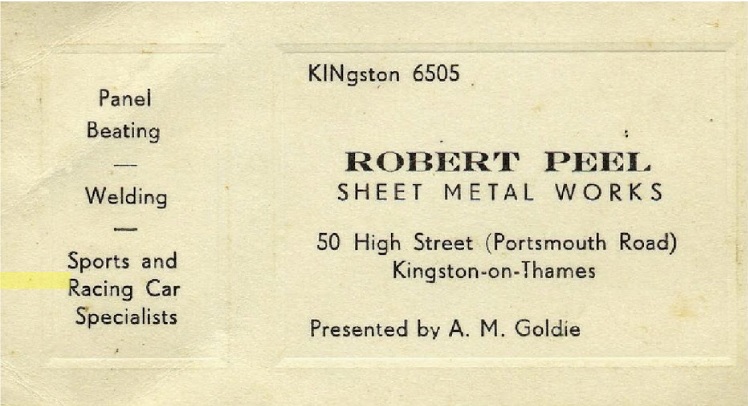 Panel
Beating
—
Welding
—
Sports and
Racing Car
Specialists
KINgston 6505
ROBERT PEEL
SHEET METAL WORKS
50 High Street (Portsmouth Road)
Kingston-on-Thames
Presented by A. M. Goldie